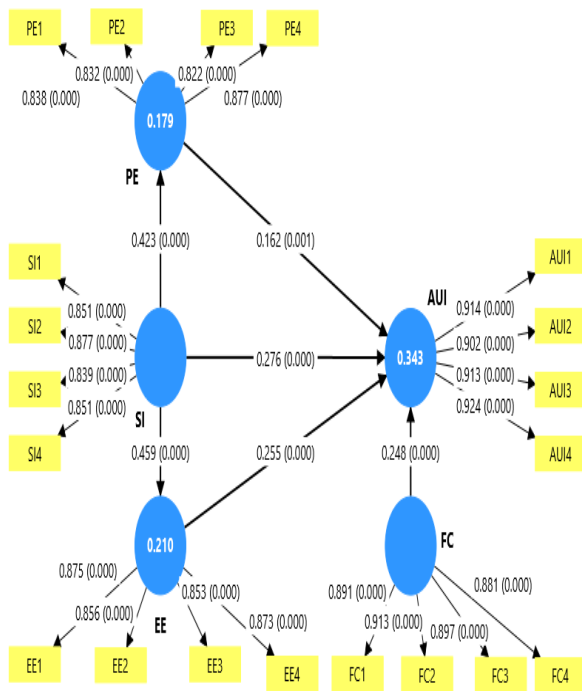 PE1
PE2
PE3
PE4
0.832 (0.000)
0.822 (0.000)
0.838 (0.000)
0.877 (0.000)
0.179
PE
0.423 (0.000)
0.162 (0.001)
SI1
SI2
SI3
SI4
0.851 (0.000)
0.877 (0.000)
0.839 (0.000)
0.851 (0.000)
SI
0.276 (0.000)
AUI
0.343
0.914 (0.000)
0.902 (0.000)
0.913 (0.000)
0.924 (0.000)
AUI1
AUI2
AUI3
AUI4
0.459 (0.000)
0.255 (0.000)
0.248 (0.000)
0.210
EE
FC
0.875 (0.000)
0.856 (0.000)
0.853 (0.000)
0.873 (0.000)
0.891 (0.000)
0.913 (0.000)
0.897 (0.000)
0.881 (0.000)
EE1
EE2
EE3
EE4
FC1
FC2
FC3
FC4